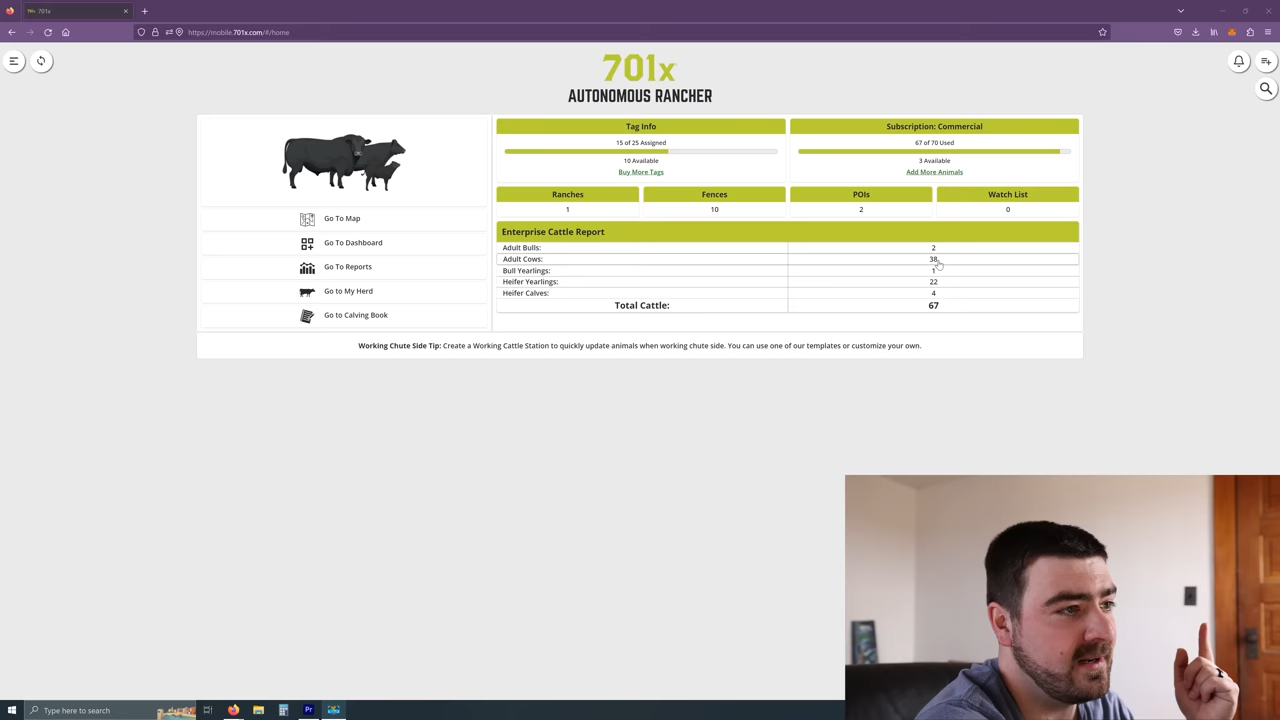 701x
https://mobile.701x.com/#/home
701x
AUTONOMOUS RANCHER
Go To Map
Go To Dashboard
Go To Reports
Go to My Herd
Go to Calving Book
Tag Info
15 of 25 Assigned
10 Available
Buy More Tags
Subscription: Commercial
67 of 70 Used
3 Available
Add More Animals
Ranches Fences POIs Watch List
1 10 2 0
Enterprise Cattle Report
Adult Bulls: 2
Adult Cows: 38
Bull Yearlings: 1
Heifer Yearlings: 22
Heifer Calves: 4
Total Cattle: 67
Working Chute Side Tip: Create a Working Cattle Station to quickly update animals when working chute side. You can use one of our templates or customize your own.
Type here to search
Pr